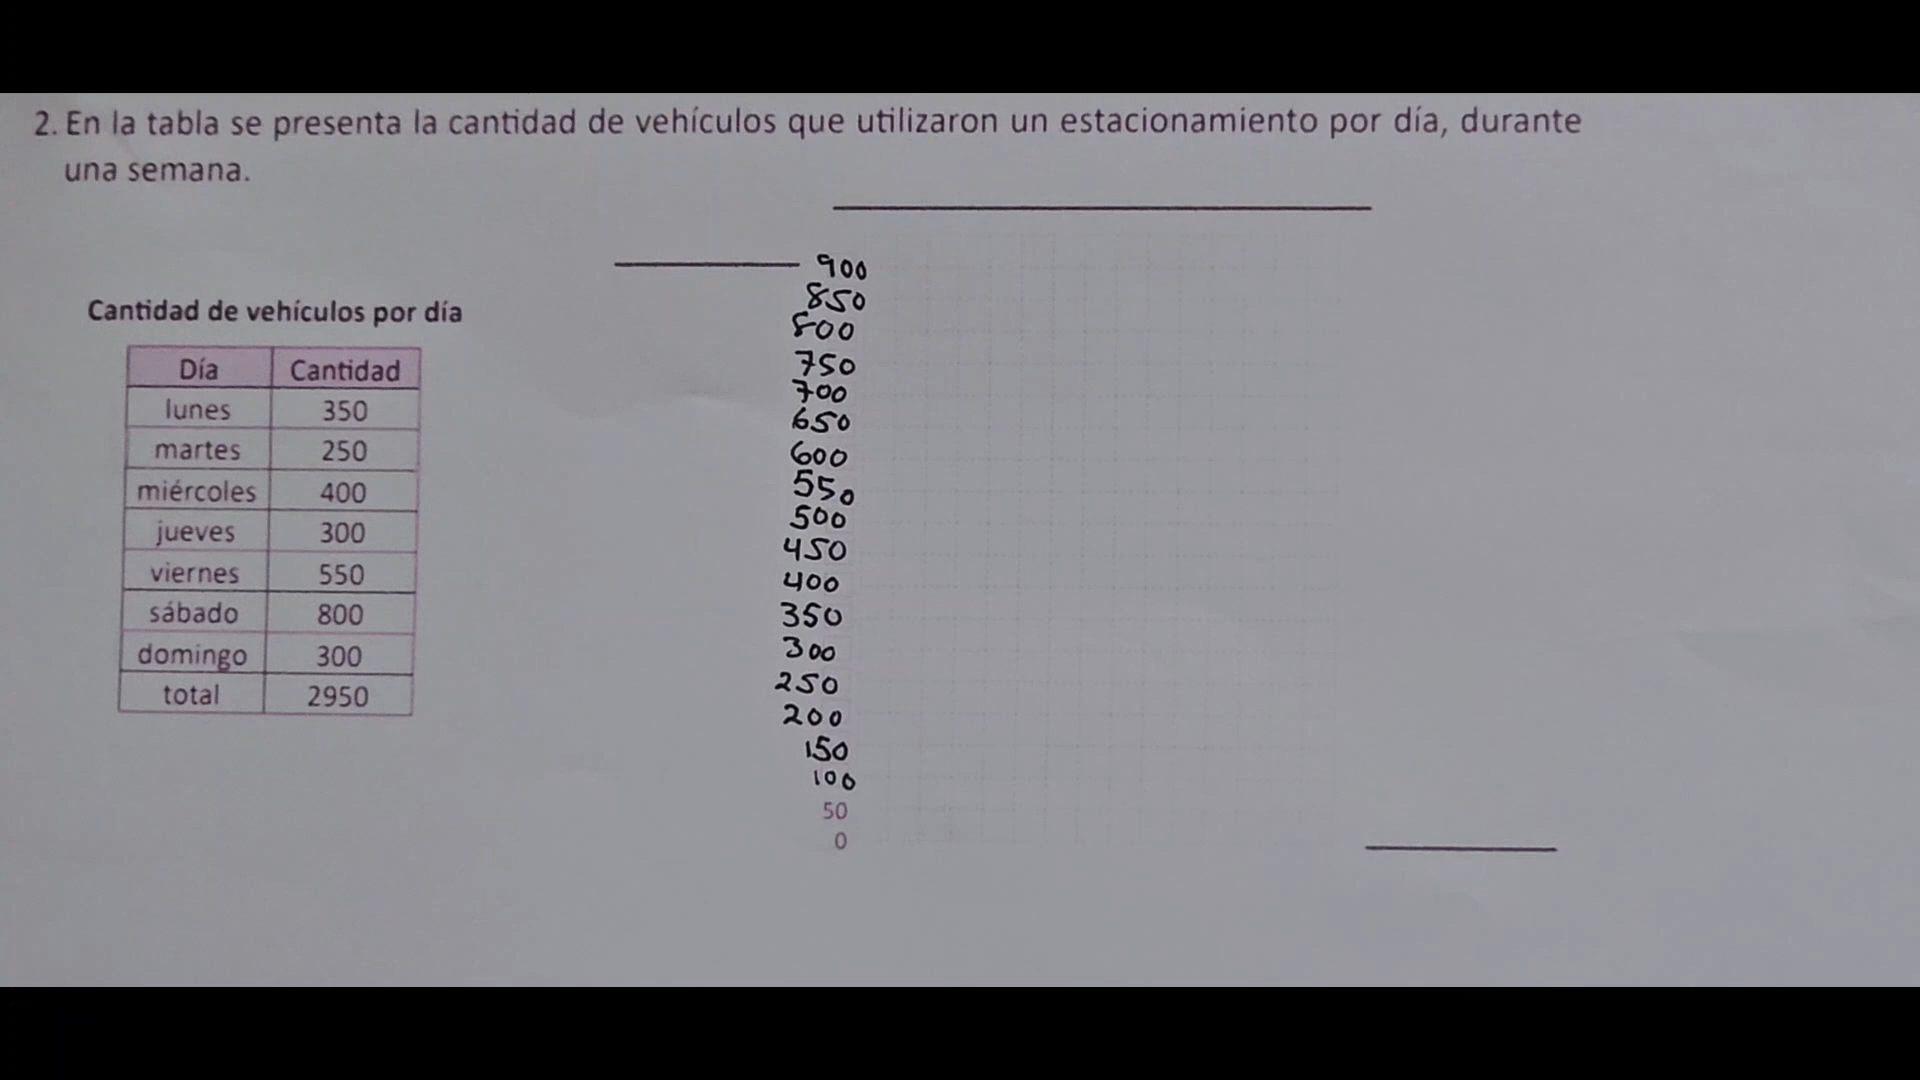 2. En la tabla se presenta la cantidad de vehículos que utilizaron un estacionamiento por día, durante
una semana.
Cantidad de vehículos por día
Día Cantidad
lunes 350
martes 250
miércoles 400
jueves 300
viernes 550
sábado 800
domingo 300
total 2950
900
850
800
750
700
650
600
550
500
450
400
350
300
250
200
150
100
50
0